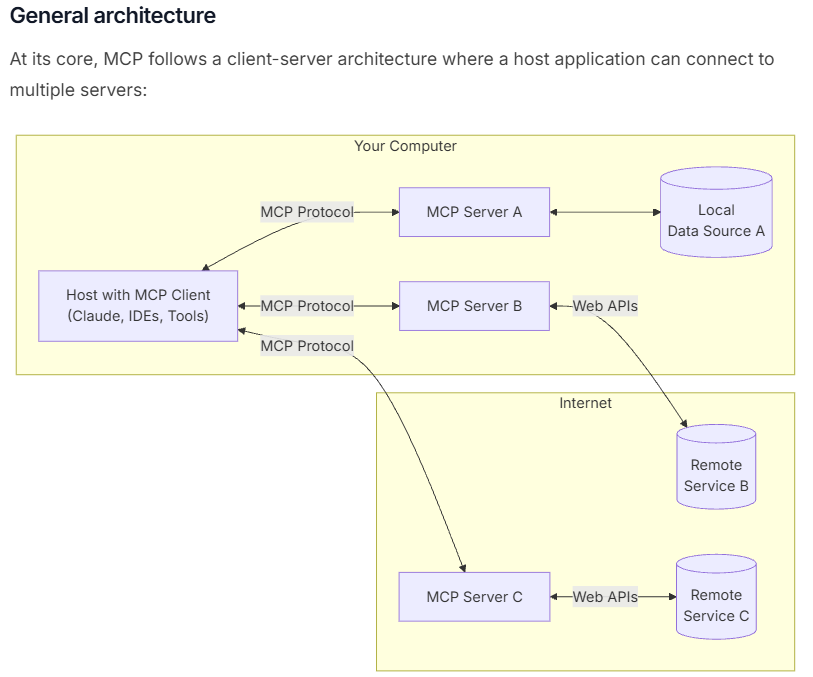 General architecture
At its core, MCP follows a client-server architecture where a host application can connect to
multiple servers:
Your Computer
MCP Protocol
MCP Server A
Local
Data Source A
Host with MCP Client
(Claude, IDEs, Tools)
MCP Protocol
MCP Server B
Web APIs
MCP Protocol
Internet
Remote
Service B
MCP Server C
Web APIs
Remote
Service C